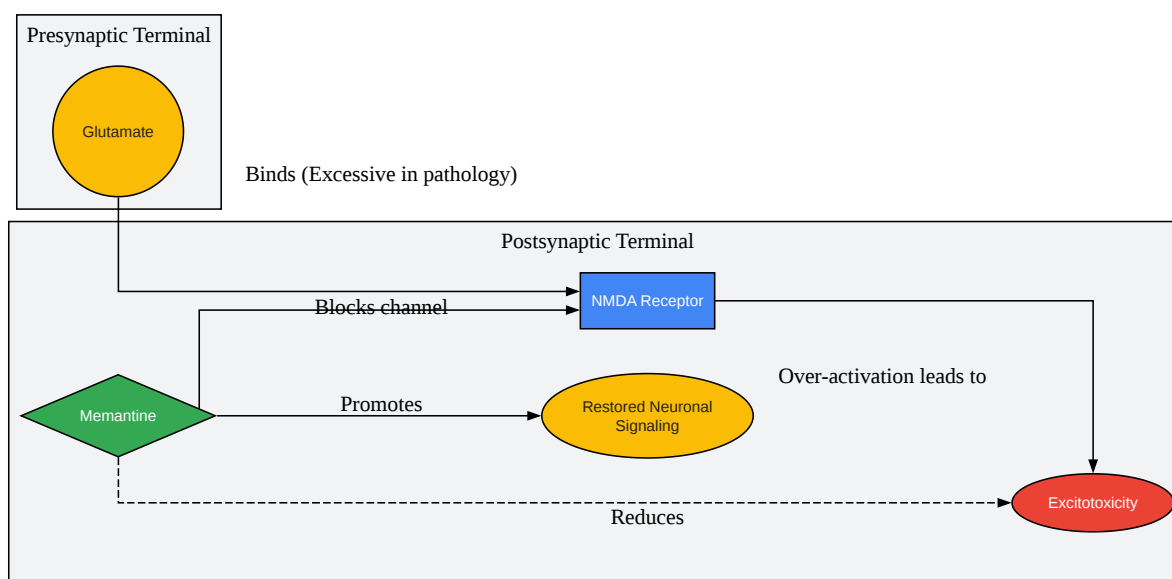 Presynaptic Terminal
Glutamate
Binds (Excessive in pathology)
Postsynaptic Terminal
NMDA Receptor
Blocks channel
Over-activation leads to
Memantine
Promotes
Restored Neuronal
Signaling
Excitotoxicity
Reduces